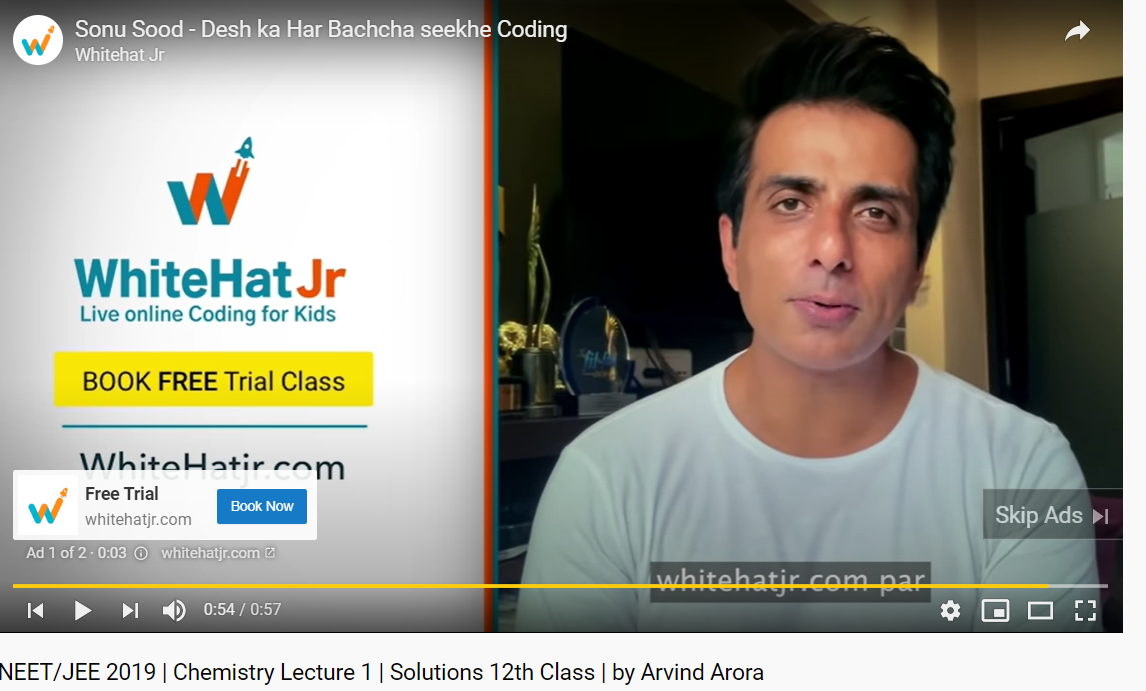 Sonu Sood - Desh ka Har Bachcha seekhe Coding
Whitehat Jr
WhiteHat Jr
Live online Coding for Kids
BOOK FREE Trial Class
WhiteHatjr.com
Free Trial
whitehatjr.com
Book Now
Skip Ads
Ad 1 of 2 · 0:03
whitehatjr.com
whitehatjr.com par
0:54 / 0:57
NEET/JEE 2019 | Chemistry Lecture 1 | Solutions 12th Class | by Arvind Arora